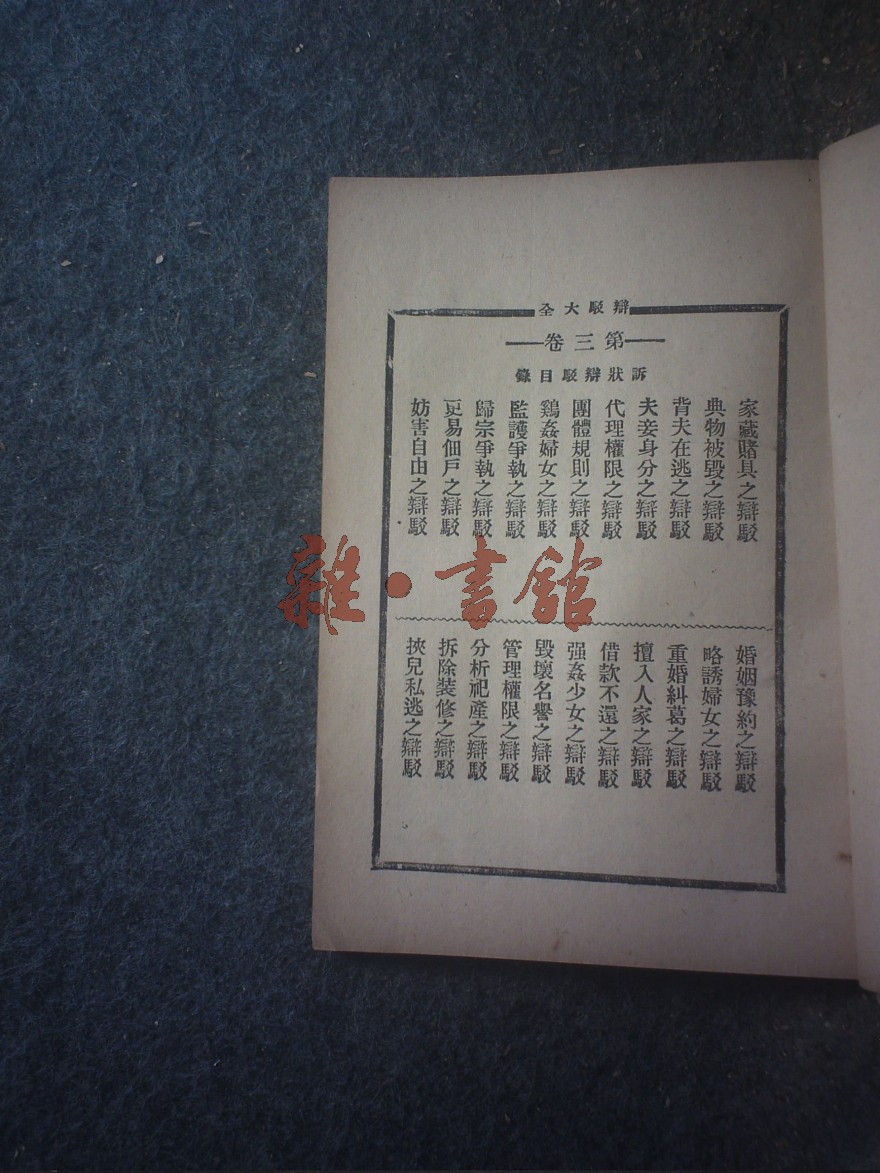 辯駁大全
第三卷
訴狀辯駁目錄
家藏賭具之辯駁
典物被毀之辯駁
背夫在逃之辯駁
夫妾身分之辯駁
代理權限之辯駁
團體規則之辯駁
鷄姦婦女之辯駁
監護爭執之辯駁
歸宗爭執之辯駁
更易佃戶之辯駁
妨害自由之辯駁
婚姻豫約之辯駁
略誘婦女之辯駁
重婚糾葛之辯駁
擅入人家之辯駁
借款不還之辯駁
强姦少女之辯駁
毀壞名譽之辯駁
管理權限之辯駁
分析祀產之辯駁
拆除裝修之辯駁
挾兒私逃之辯駁
雜·書館